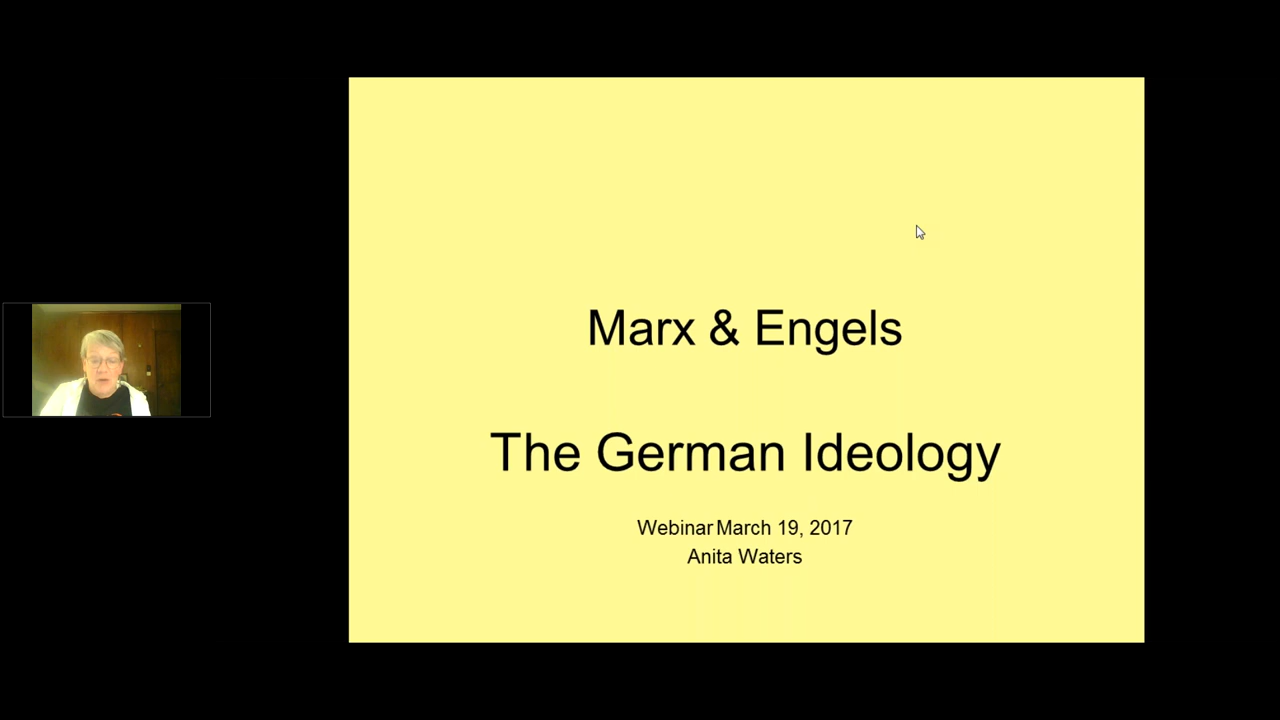 Marx & Engels
The German Ideology
Webinar March 19, 2017
Anita Waters